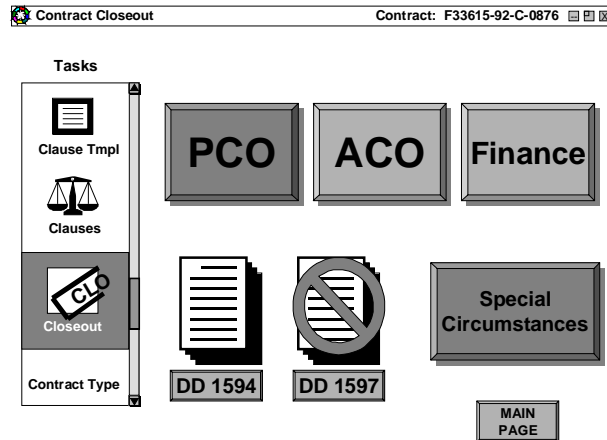 Contract Closeout
Contract: F33615-92-C-0876
Tasks
Clause Tmpl
Clauses
CLO
Closeout
Contract Type
PCO
ACO
Finance
DD 1594
DD 1597
Special
Circumstances
MAIN
PAGE